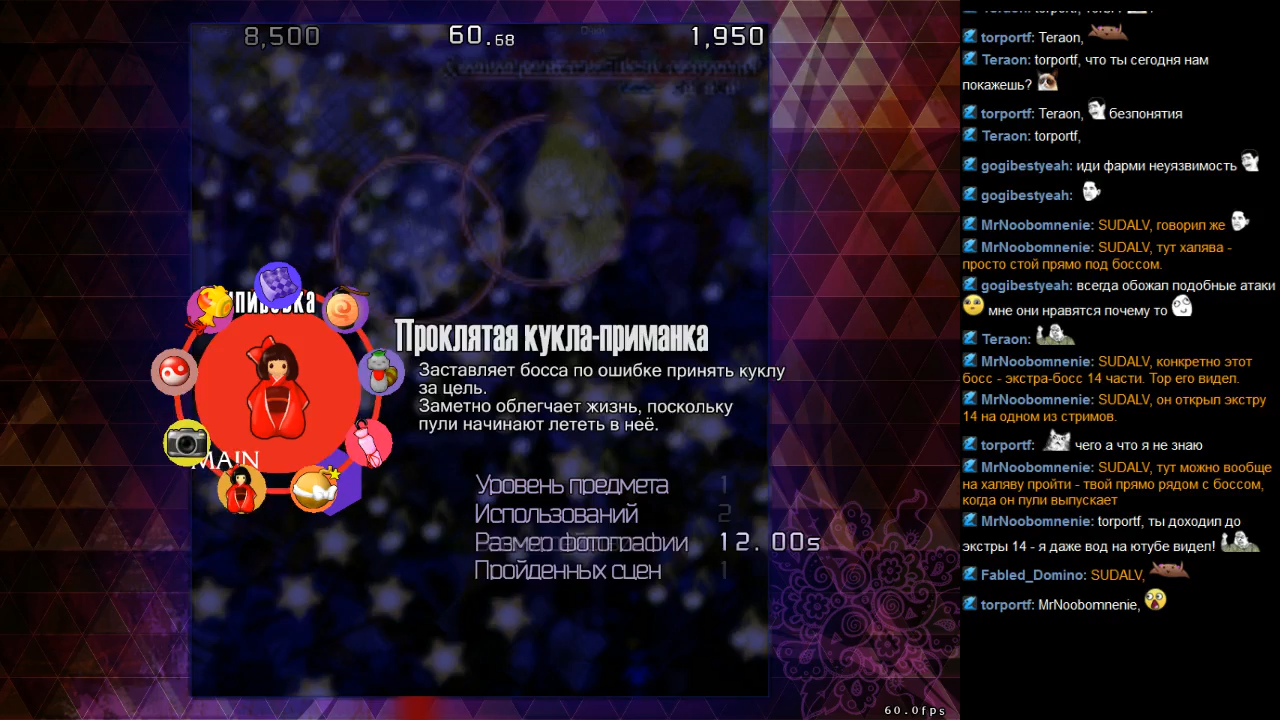 8,500
60.68
1,950
Проклятая кукла-приманка
Заставляет босса по ошибке принять куклу
за цель.
Заметно облегчает жизнь, поскольку
пули начинают лететь в неё.
MAIN
Уровень предмета 1
Использований 2
Размер фотографии 12.00s
Пройденных сцен 1
60.0fps
torportf: Teraon,
Teraon: torportf, что ты сегодня нам
покажешь?
torportf: Teraon, безпонятия
Teraon: torportf,
gogibestyeah: иди фарми неуязвимость
gogibestyeah:
MrNoobomnenie: SUDALV, говорил же
MrNoobomnenie: SUDALV, тут халява -
просто стой прямо под боссом.
gogibestyeah: всегда обожал подобные атаки
мне они нравятся почему то
Teraon:
MrNoobomnenie: SUDALV, конкретно этот
босс - экстра-босс 14 части. Тор его видел.
MrNoobomnenie: SUDALV, он открыл экстру
14 на одном из стримов.
torportf: чего а что я не знаю
MrNoobomnenie: SUDALV, тут можно вообще
на халяву пройти - твой прямо рядом с боссом,
когда он пули выпускает
MrNoobomnenie: torportf, ты доходил до
экстры 14 - я даже вод на ютубе видел!
Fabled_Domino: SUDALV,
torportf: MrNoobomnenie,